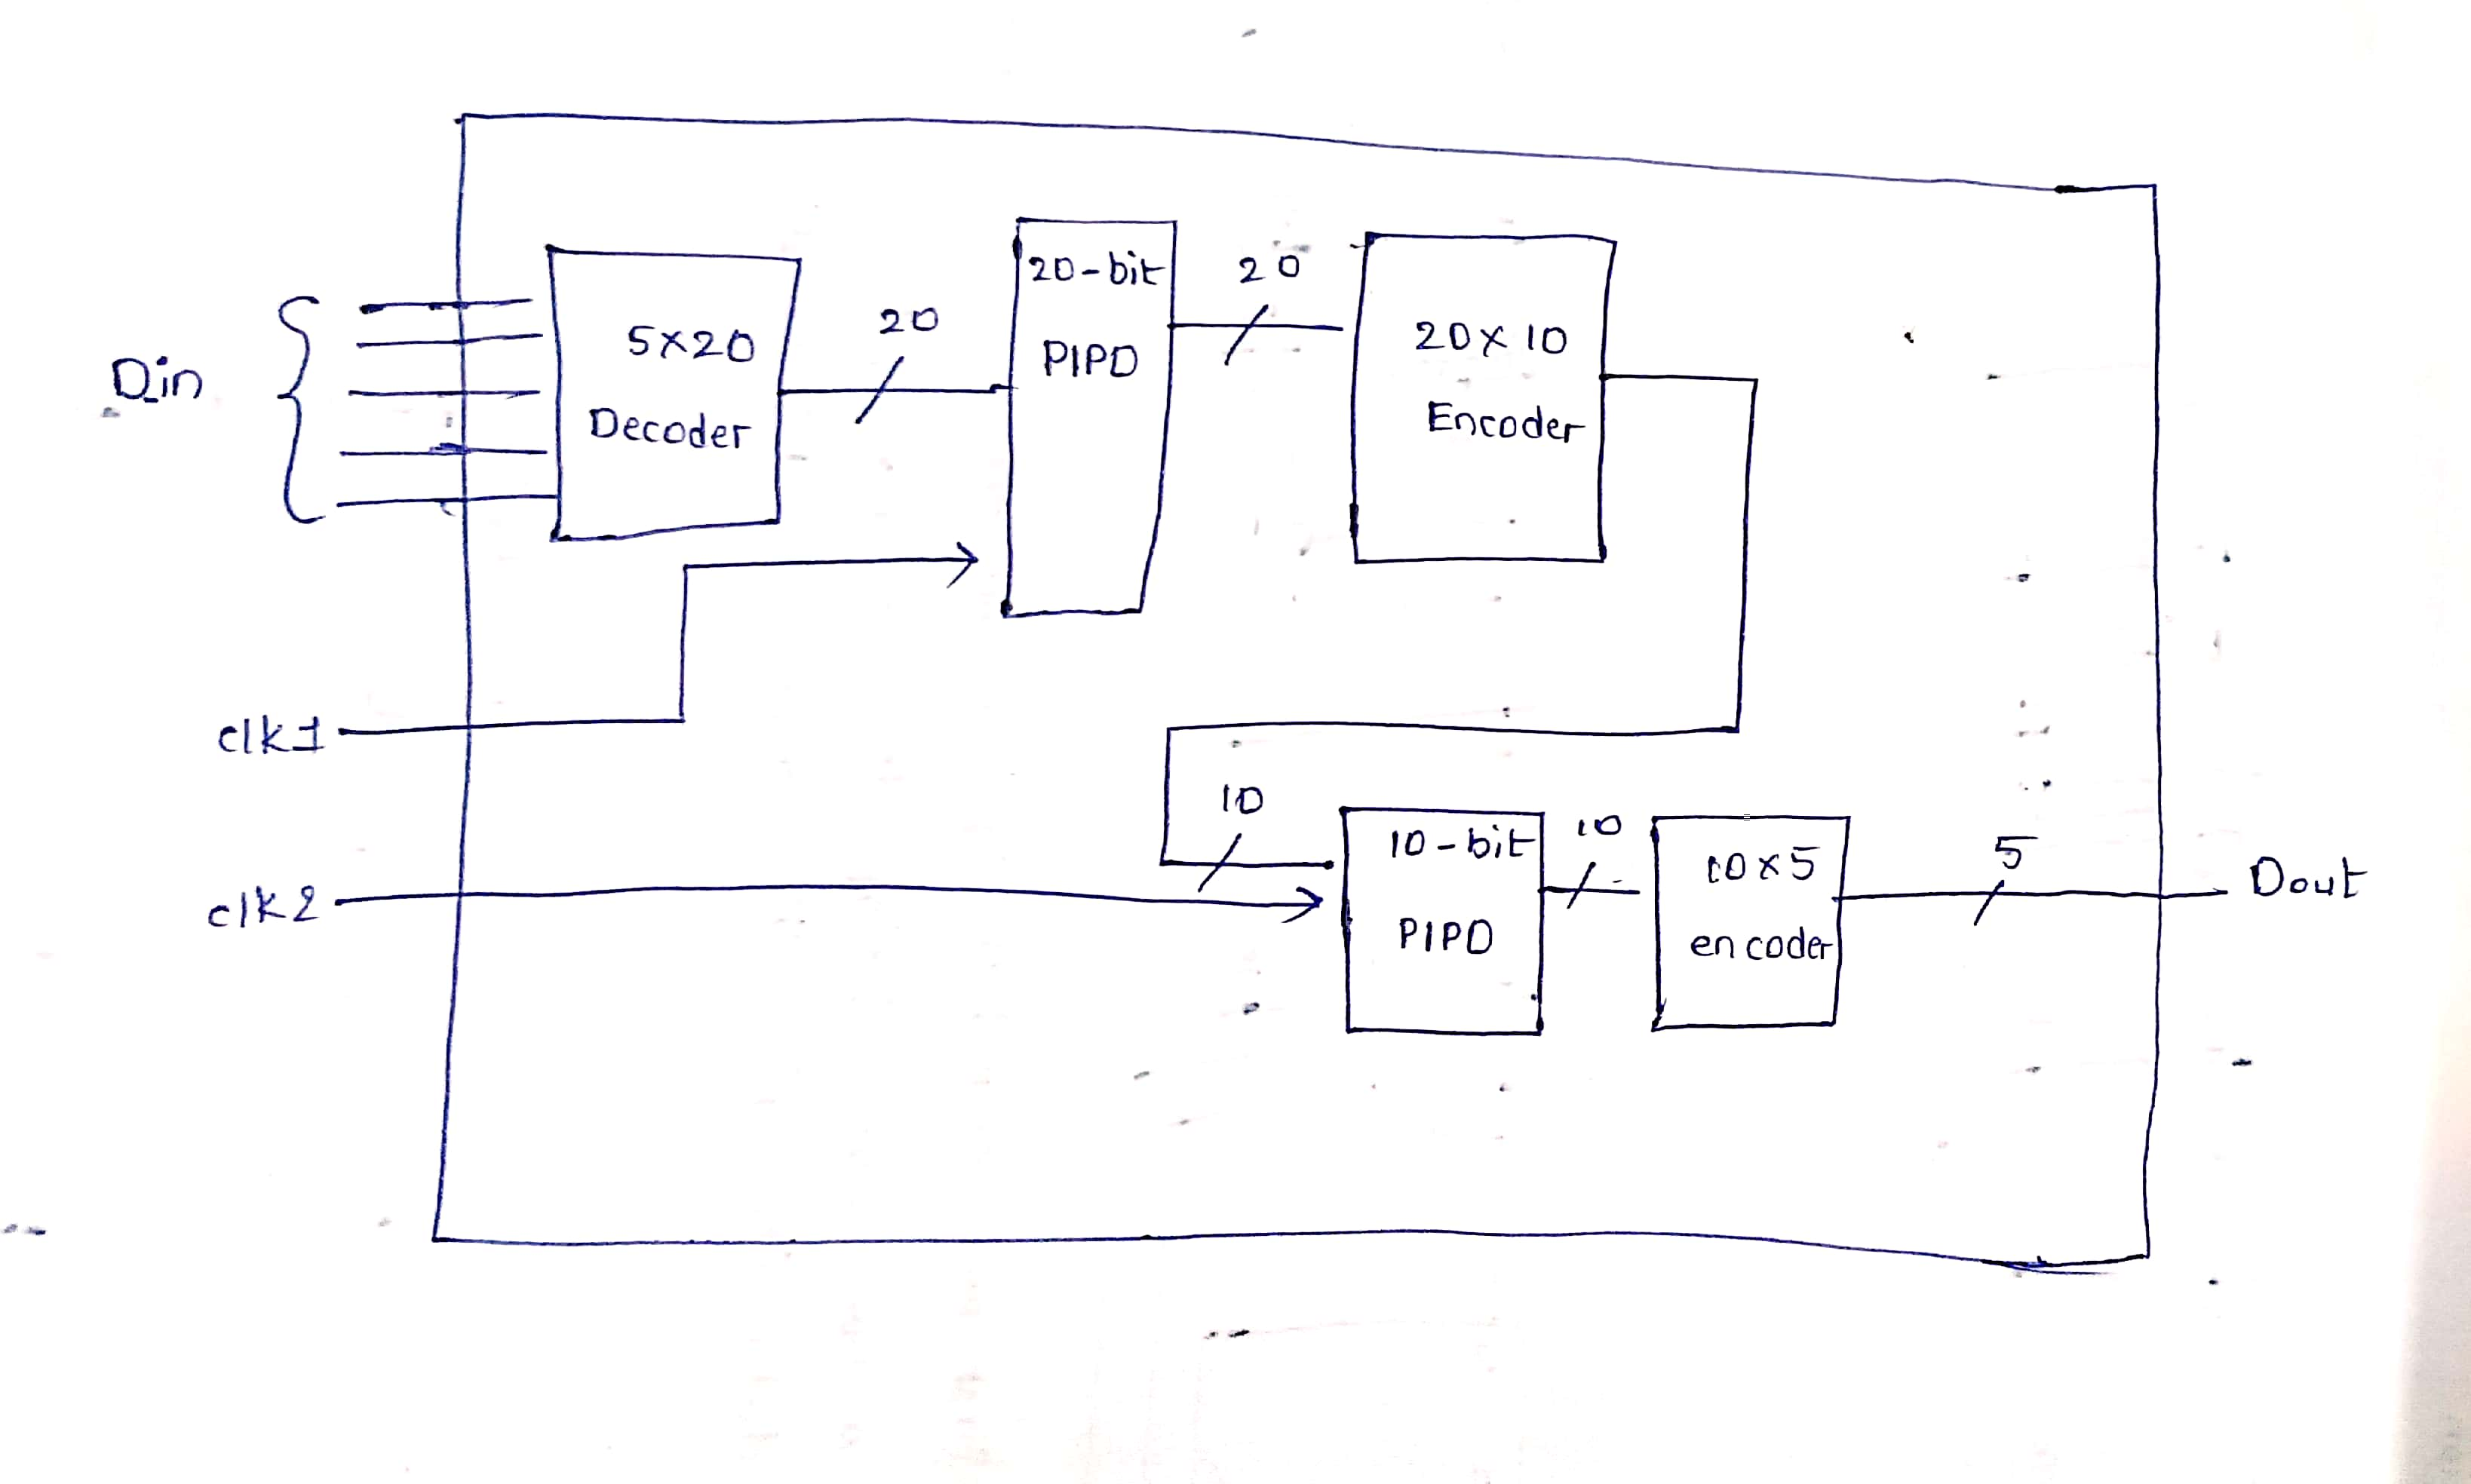 Din
5x20
Decoder
20
20-bit
PIPO
20
20x10
Encoder
clk1
clk2
10
10-bit
PIPO
10
10x5
encoder
5
Dout